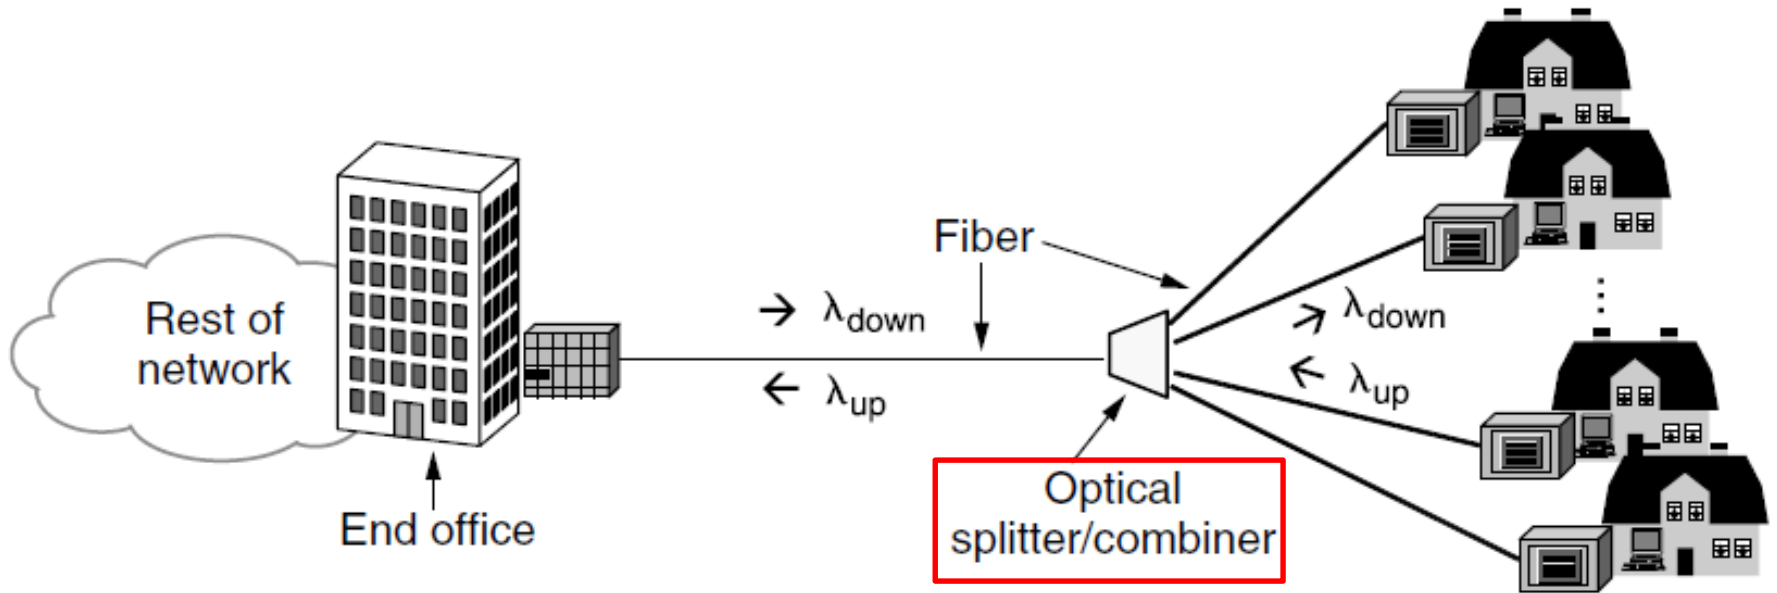 Rest of
network
End office
Fiber
→ λdown
← λup
→ λdown
← λup
Optical
splitter/combiner